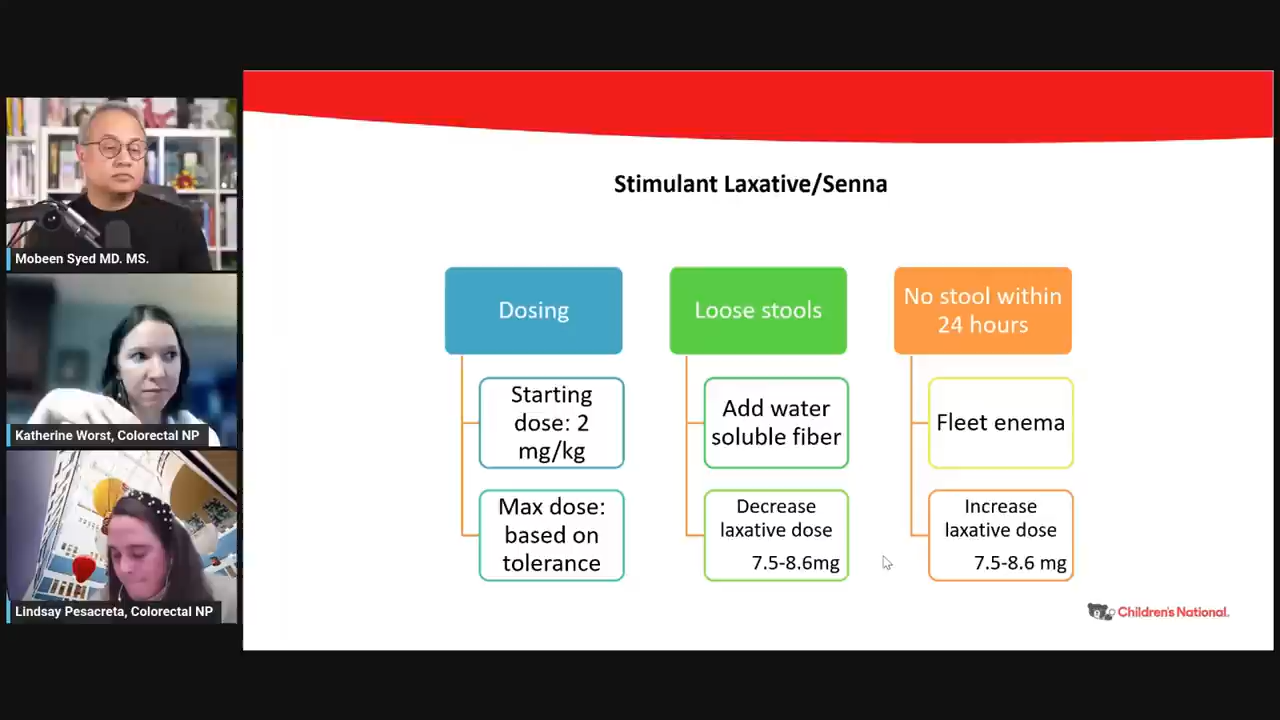 Stimulant Laxative/Senna
Dosing
Starting
dose: 2
mg/kg
Max dose:
based on
tolerance
Loose stools
Add water
soluble fiber
Decrease
laxative dose
7.5-8.6mg
No stool within
24 hours
Fleet enema
Increase
laxative dose
7.5-8.6 mg
Children's National.
Mobeen Syed MD. MS.
Katherine Worst, Colorectal NP
Lindsay Pesacreta, Colorectal NP